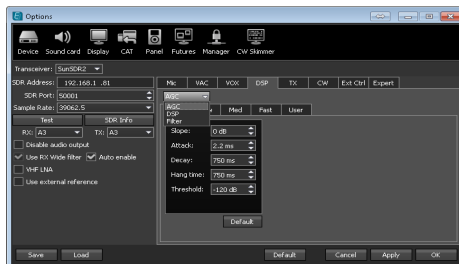 Options
Device Sound card Display CAT Panel Futures Manager CW Skimmer
Transceiver: SunSDR2
SDR Address: 192.168.1 .81
SDR Port: 50001
Sample Rate: 39062.5
Test SDR Info
RX: A3 TX: A3
Disable audio output
Use RX Wide filter Auto enable
VHF LNA
Use external reference
Mic VAC VOX DSP TX CW Ext Ctrl Expert
AGC
AGC
DSP
Filter
Med Fast User
Slope: 0 dB
Attack: 2.2 ms
Decay: 750 ms
Hang time: 750 ms
Threshold: -120 dB
Default
Save Load Default Cancel Apply OK